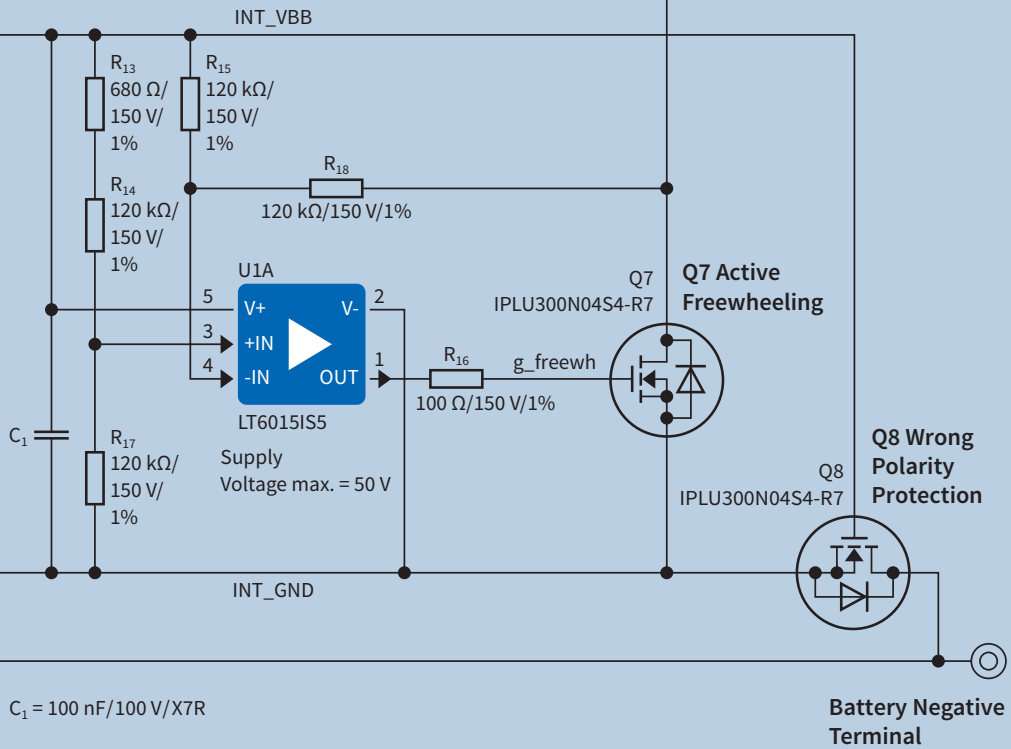 INT_VBB
R₁₃
680 Ω/
150 V/
1%
R₁₅
120 kΩ/
150 V/
1%
R₁₈
120 kΩ/150 V/1%
R₁₄
120 kΩ/
150 V/
1%
U1A
5
V+
V-
2
3
+IN
4
-IN
OUT
1
LT6015IS5
Supply
Voltage max. = 50 V
R₁₆
100 Ω/150 V/1%
g_freewh
Q7
IPLU300N04S4-R7
Q7 Active
Freewheeling
C₁
R₁₇
120 kΩ/
150 V/
1%
Q8
IPLU300N04S4-R7
Q8 Wrong
Polarity
Protection
INT_GND
C₁ = 100 nF/100 V/X7R
Battery Negative
Terminal